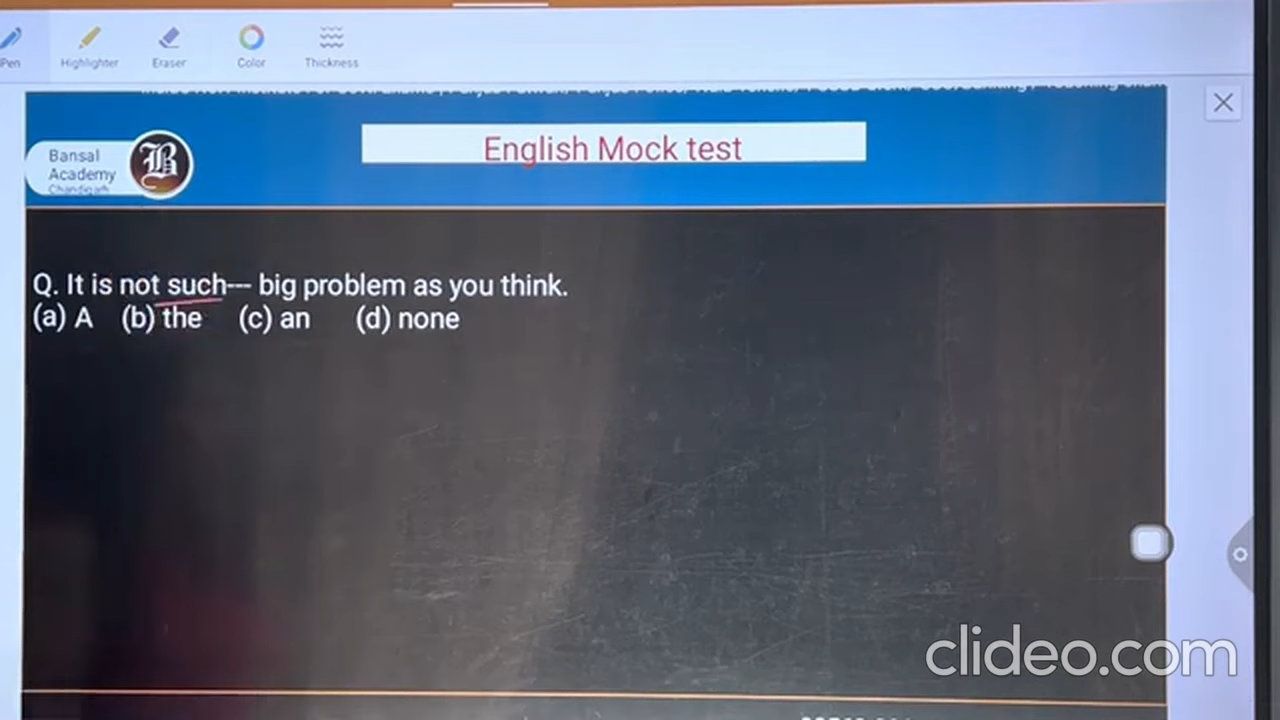 Pen Highlighter Eraser Color Thickness
Bansal
Academy
Chandigarh
English Mock test
Q. It is not such--- big problem as you think.
(a) A (b) the (c) an (d) none
clideo.com